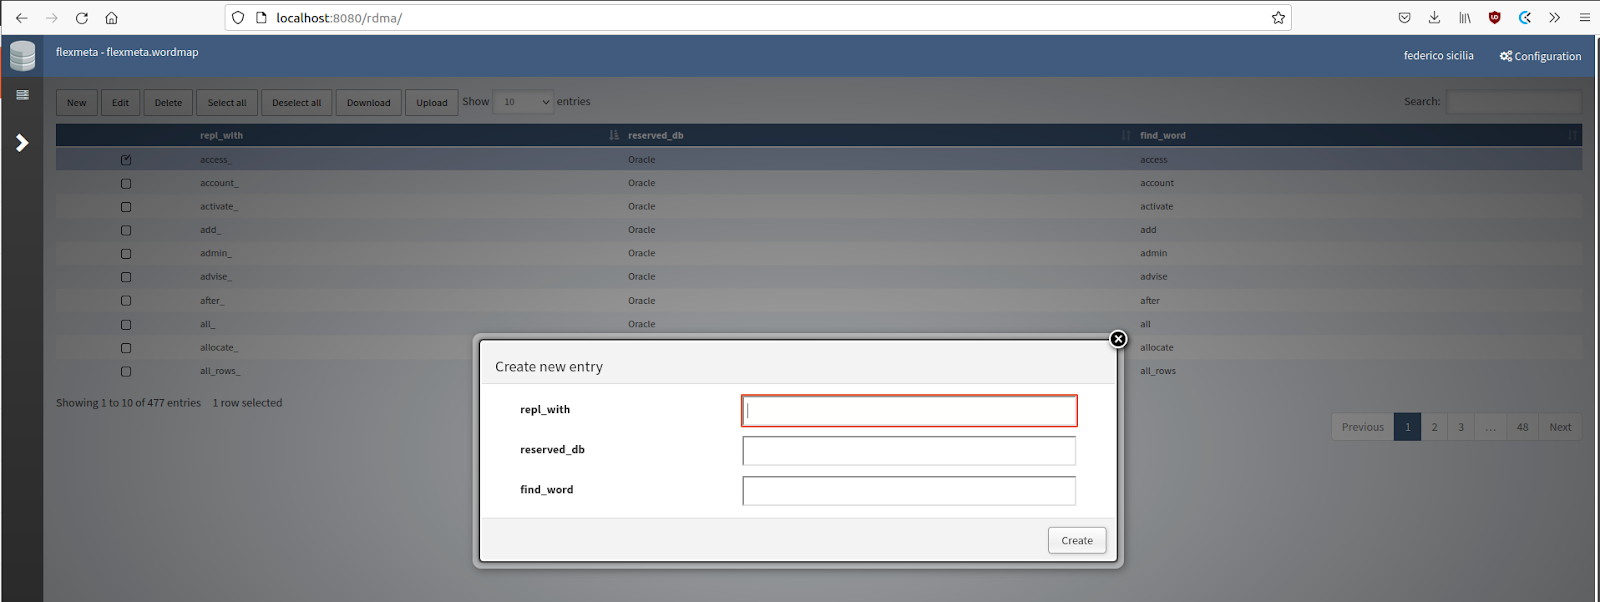 localhost:8080/rdma/
flexmeta - flexmeta.wordmap
federico sicilia Configuration
New Edit Delete Select all Deselect all Download Upload Show 10 entries Search:
repl_with reserved_db find_word
access_ Oracle access
account_ Oracle account
activate_ Oracle activate
add_ Oracle add
admin_ Oracle admin
advise_ Oracle advise
after_ Oracle after
all_ Oracle all
allocate_ allocate
all_rows_ all_rows
Showing 1 to 10 of 477 entries 1 row selected
Previous 1 2 3 … 48 Next
Create new entry
repl_with
reserved_db
find_word
Create